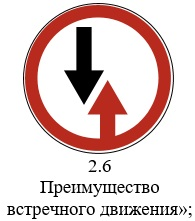 2.6
Преимущество
встречного движения»;